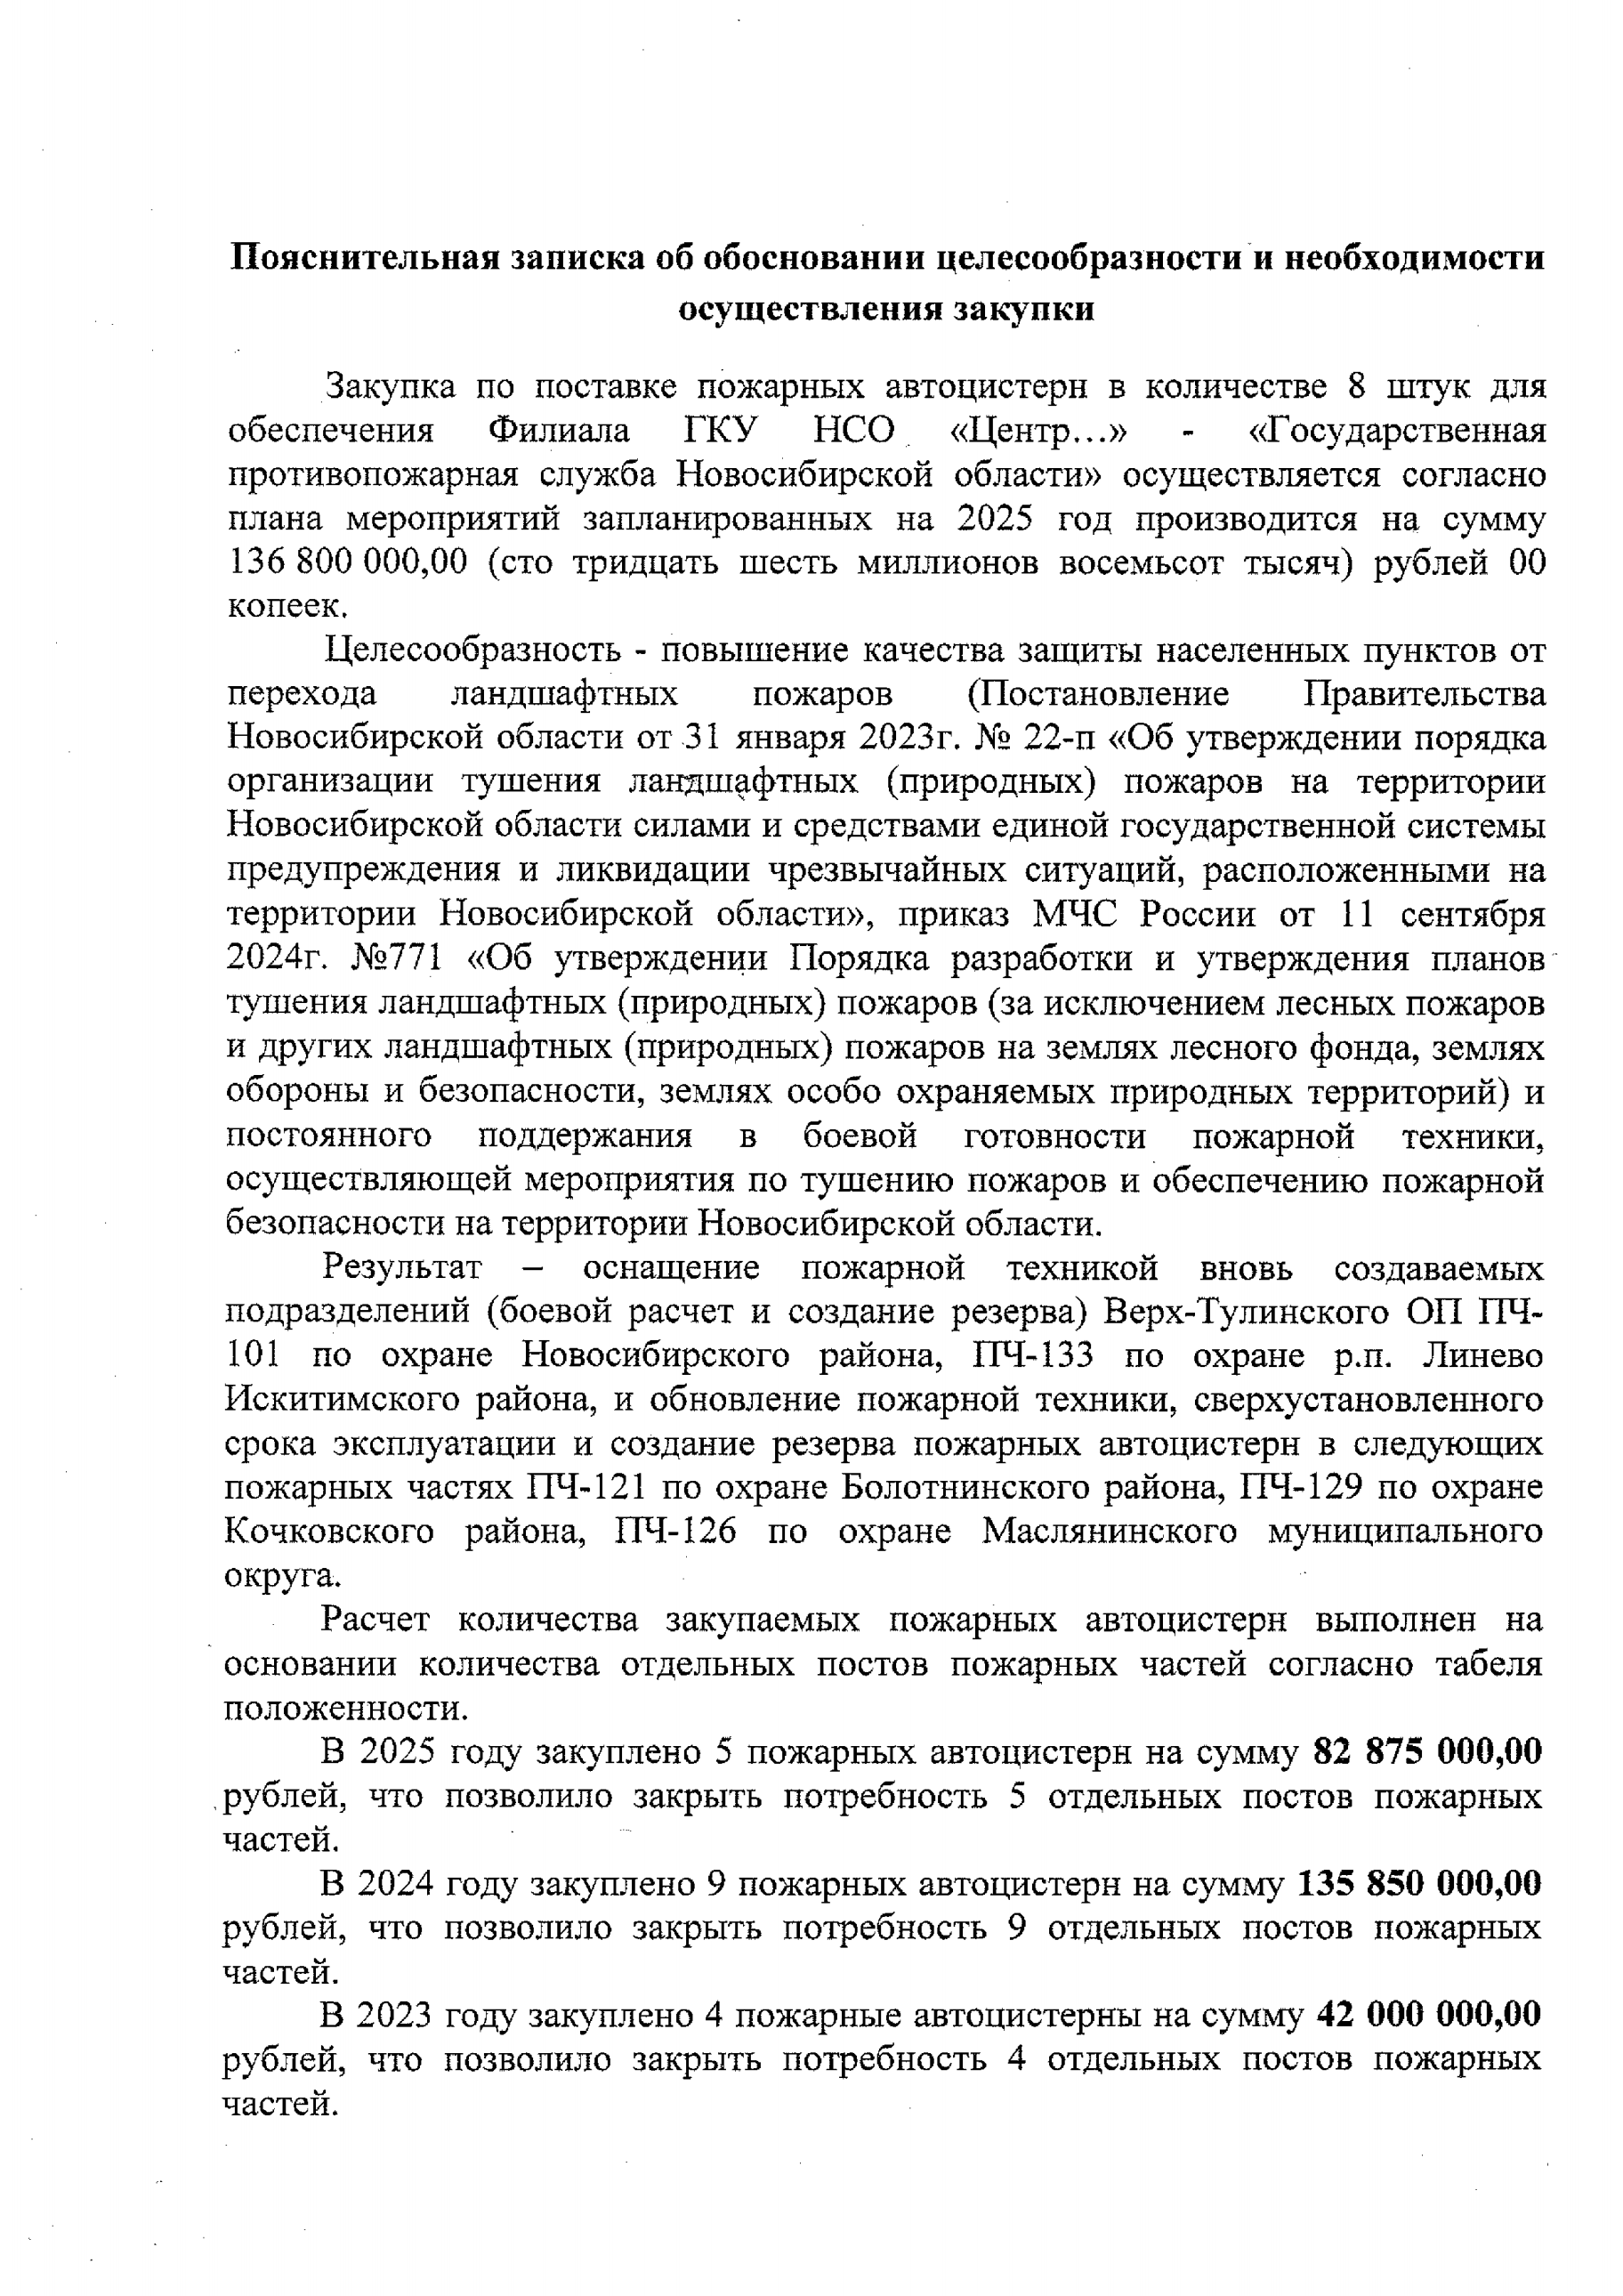 Пояснительная записка об обосновании целесообразности и необходимости
осуществления закупки
Закупка по поставке пожарных автоцистерн в количестве 8 штук для
обеспечения Филиала ГКУ НСО «Центр...» - «Государственная
противопожарная служба Новосибирской области» осуществляется согласно
плана мероприятий запланированных на 2025 год производится на сумму
136 800 000,00 (сто тридцать шесть миллионов восемьсот тысяч) рублей 00
копеек.
Целесообразность - повышение качества защиты населенных пунктов от
перехода ландшафтных пожаров (Постановление Правительства
Новосибирской области от 31 января 2023г. № 22-п «Об утверждении порядка
организации тушения ландшафтных (природных) пожаров на территории
Новосибирской области силами и средствами единой государственной системы
предупреждения и ликвидации чрезвычайных ситуаций, расположенными на
территории Новосибирской области», приказ МЧС России от 11 сентября
2024г. №771 «Об утверждении Порядка разработки и утверждения планов
тушения ландшафтных (природных) пожаров (за исключением лесных пожаров
и других ландшафтных (природных) пожаров на землях лесного фонда, землях
обороны и безопасности, землях особо охраняемых природных территорий) и
постоянного поддержания в боевой готовности пожарной техники,
осуществляющей мероприятия по тушению пожаров и обеспечению пожарной
безопасности на территории Новосибирской области.
Результат – оснащение пожарной техникой вновь создаваемых
подразделений (боевой расчет и создание резерва) Верх-Тулинского ОП ПЧ-
101 по охране Новосибирского района, ПЧ-133 по охране р.п. Линево
Искитимского района, и обновление пожарной техники, сверхустановленного
срока эксплуатации и создание резерва пожарных автоцистерн в следующих
пожарных частях ПЧ-121 по охране Болотнинского района, ПЧ-129 по охране
Кочковского района, ПЧ-126 по охране Маслянинского муниципального
округа.
Расчет количества закупаемых пожарных автоцистерн выполнен на
основании количества отдельных постов пожарных частей согласно табеля
положенности.
В 2025 году закуплено 5 пожарных автоцистерн на сумму 82 875 000,00
рублей, что позволило закрыть потребность 5 отдельных постов пожарных
частей.
В 2024 году закуплено 9 пожарных автоцистерн на сумму 135 850 000,00
рублей, что позволило закрыть потребность 9 отдельных постов пожарных
частей.
В 2023 году закуплено 4 пожарные автоцистерны на сумму 42 000 000,00
рублей, что позволило закрыть потребность 4 отдельных постов пожарных
частей.